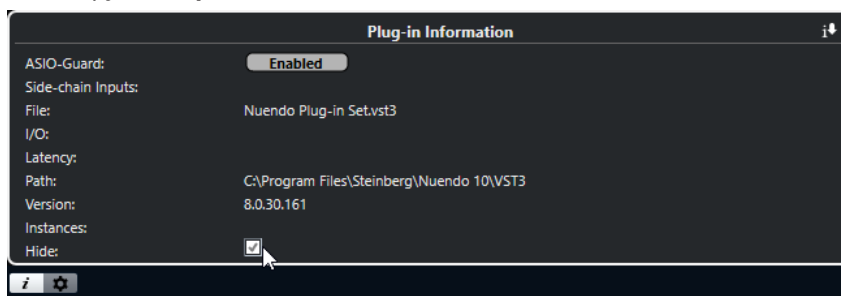 Plug-in Information
ASIO-Guard: Enabled
Side-chain Inputs:
File: Nuendo Plug-in Set.vst3
I/O:
Latency:
Path: C:\Program Files\Steinberg\Nuendo 10\VST3
Version: 8.0.30.161
Instances:
Hide:
i